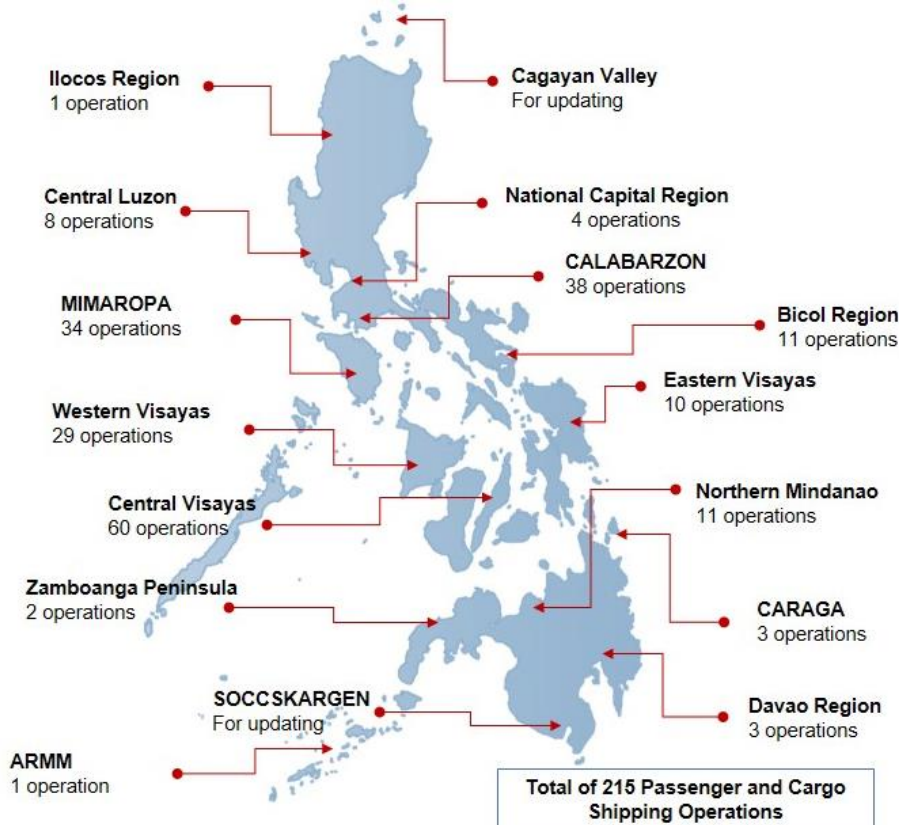 Ilocos Region
1 operation
Cagayan Valley
For updating
Central Luzon
8 operations
National Capital Region
4 operations
CALABARZON
38 operations
MIMAROPA
34 operations
Bicol Region
11 operations
Eastern Visayas
10 operations
Western Visayas
29 operations
Central Visayas
60 operations
Northern Mindanao
11 operations
Zamboanga Peninsula
2 operations
CARAGA
3 operations
SOCCSKARGEN
For updating
Davao Region
3 operations
ARMM
1 operation
Total of 215 Passenger and Cargo
Shipping Operations